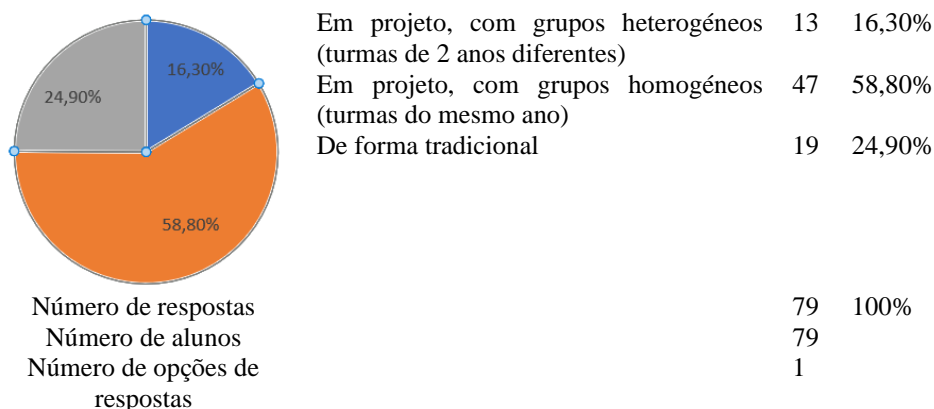 16,30%
24,90%
58,80%
Em projeto, com grupos heterogéneos 13 16,30%
(turmas de 2 anos diferentes)
Em projeto, com grupos homogéneos 47 58,80%
(turmas do mesmo ano)
De forma tradicional 19 24,90%
Número de respostas 79 100%
Número de alunos 79
Número de opções de 1
respostas